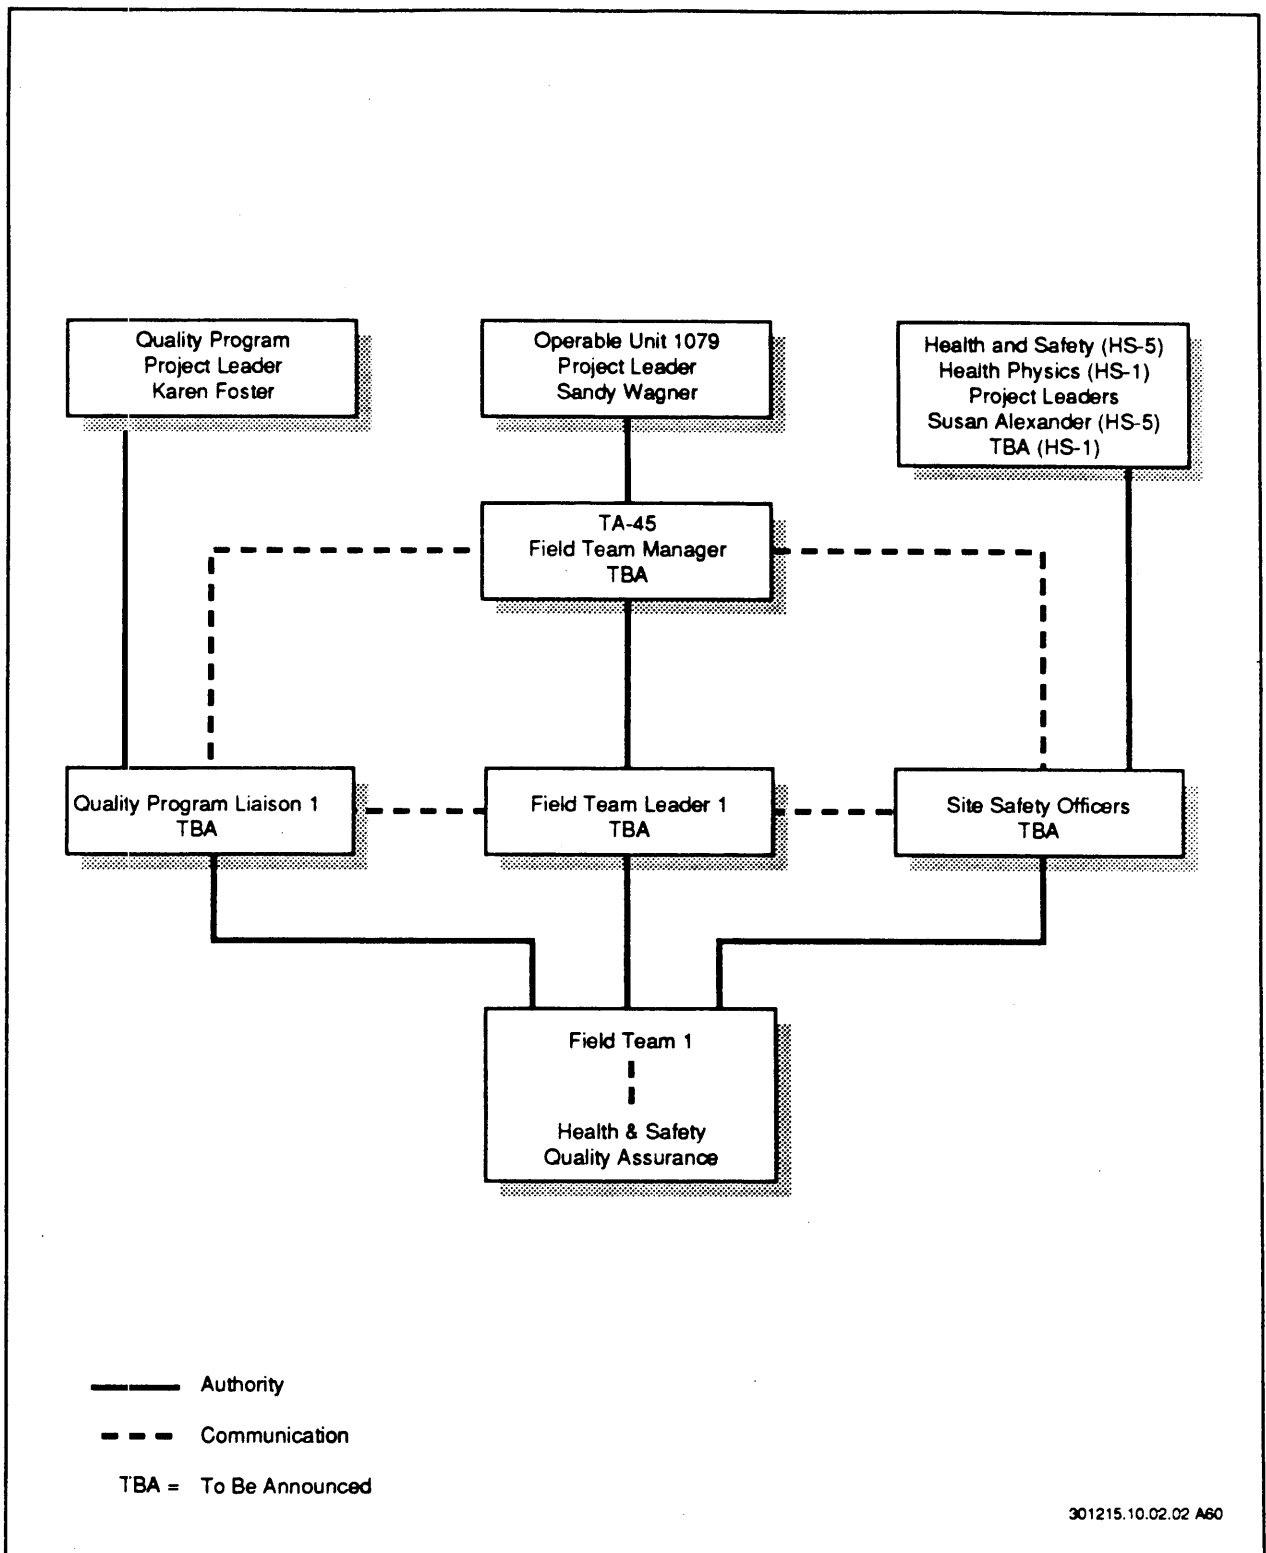 Quality Program
Project Leader
Karen Foster
Operable Unit 1079
Project Leader
Sandy Wagner
Health and Safety (HS-5)
Health Physics (HS-1)
Project Leaders
Susan Alexander (HS-5)
TBA (HS-1)
TA-45
Field Team Manager
TBA
Quality Program Liaison 1
TBA
Field Team Leader 1
TBA
Site Safety Officers
TBA
Field Team 1
Health & Safety
Quality Assurance
Authority
Communication
TBA = To Be Announced
301215.10.02.02 A60